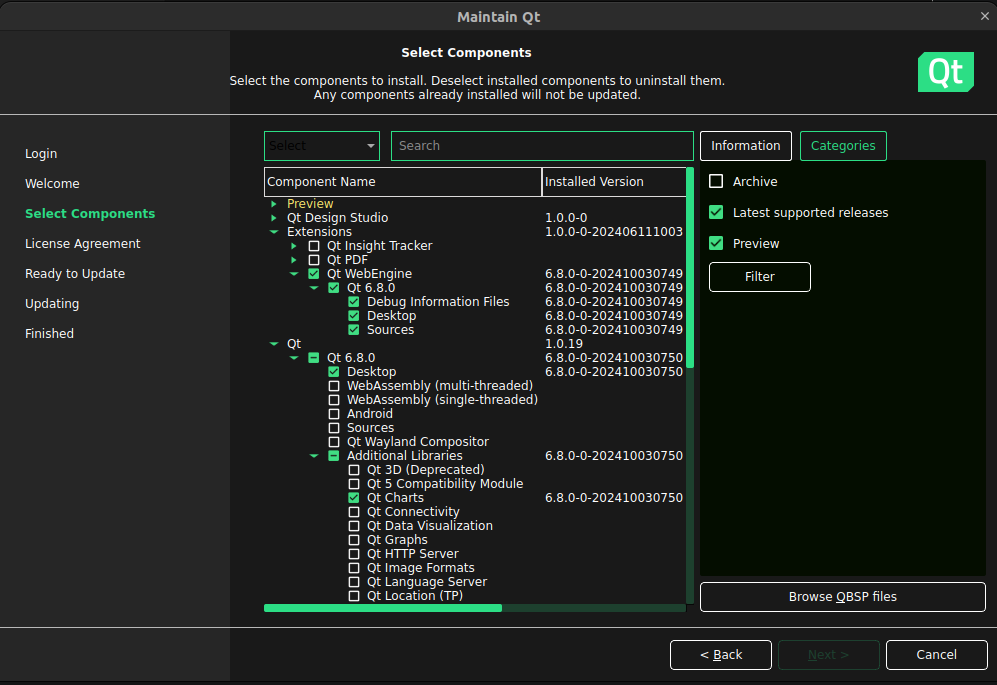 Maintain Qt
Select Components
Select the components to install. Deselect installed components to uninstall them.
Any components already installed will not be updated.
Qt
Login
Welcome
Select Components
License Agreement
Ready to Update
Updating
Finished
Select
Search
Information
Categories
Component Name Installed Version
Preview
Qt Design Studio 1.0.0-0
Extensions 1.0.0-0-202406111003
Qt Insight Tracker
Qt PDF
Qt WebEngine 6.8.0-0-202410030749
Qt 6.8.0 6.8.0-0-202410030749
Debug Information Files 6.8.0-0-202410030749
Desktop 6.8.0-0-202410030749
Sources 6.8.0-0-202410030749
Qt 1.0.19
Qt 6.8.0 6.8.0-0-202410030750
Desktop 6.8.0-0-202410030750
WebAssembly (multi-threaded)
WebAssembly (single-threaded)
Android
Sources
Qt Wayland Compositor
Additional Libraries 6.8.0-0-202410030750
Qt 3D (Deprecated)
Qt 5 Compatibility Module
Qt Charts 6.8.0-0-202410030750
Qt Connectivity
Qt Data Visualization
Qt Graphs
Qt HTTP Server
Qt Image Formats
Qt Language Server
Qt Location (TP)
Archive
Latest supported releases
Preview
Filter
Browse QBSP files
< Back
Next >
Cancel